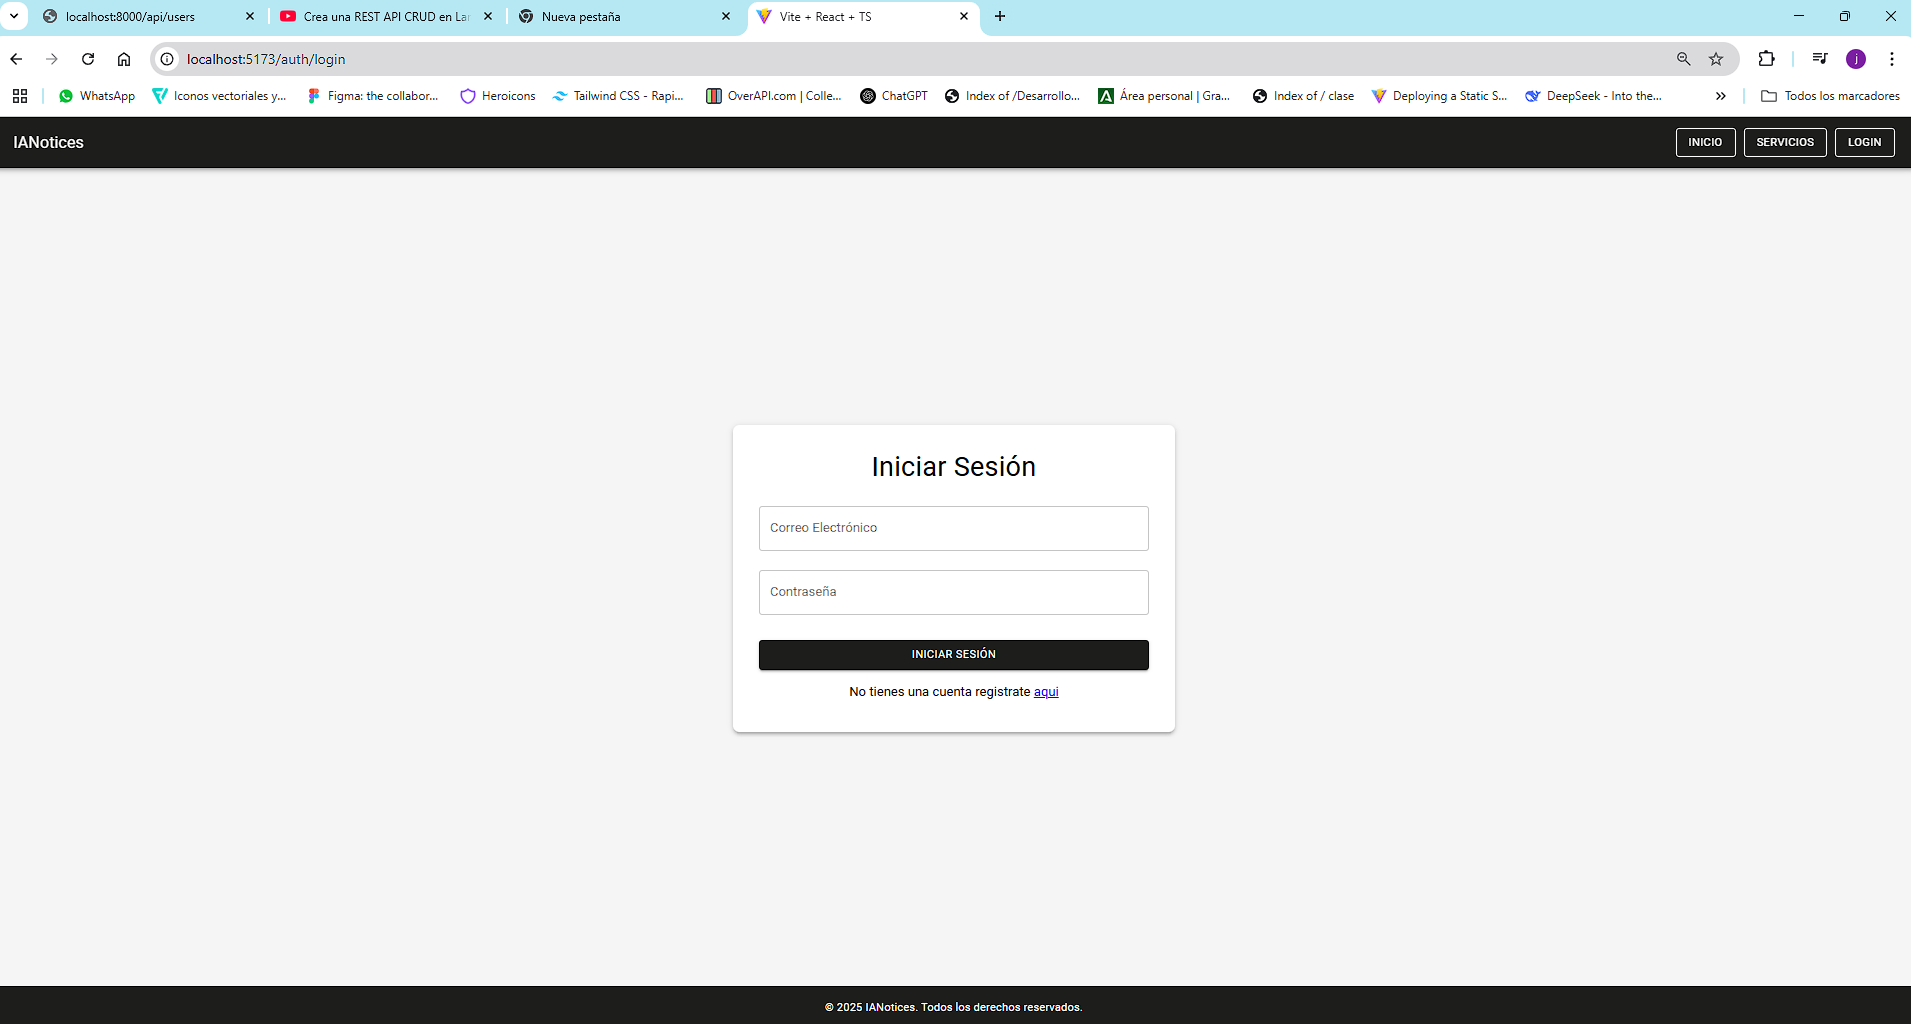 localhost:8000/api/users
Crea una REST API CRUD en Lar
Nueva pestaña
Vite + React + TS
localhost:5173/auth/login
j
WhatsApp
Iconos vectoriales y...
Figma: the collabor...
Heroicons
Tailwind CSS - Rapi...
OverAPI.com | Colle...
ChatGPT
Index of /Desarrollo...
Área personal | Gra...
Index of / clase
Deploying a Static S...
DeepSeek - Into the...
Todos los marcadores
IANotices
INICIO
SERVICIOS
LOGIN
Iniciar Sesión
Correo Electrónico
Contraseña
INICIAR SESIÓN
No tienes una cuenta registrate aqui
© 2025 IANotices. Todos los derechos reservados.